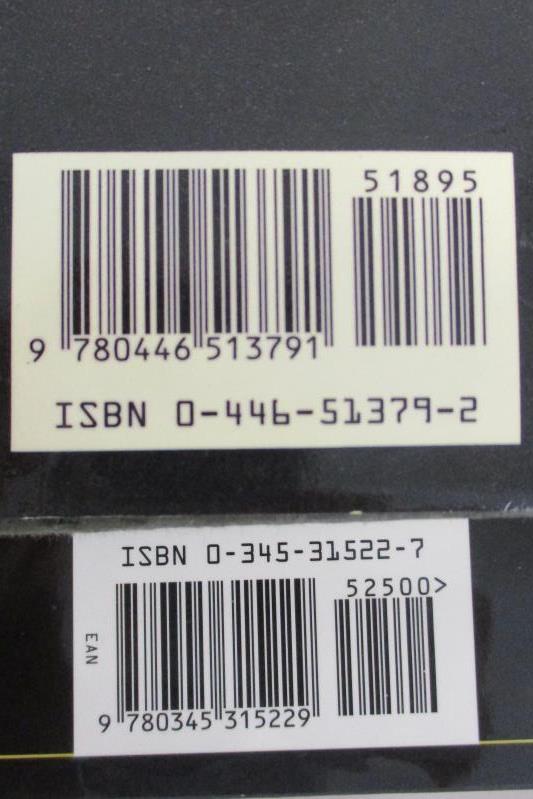 51895
9 780446 513791
ISBN 0-446-51379-2
ISBN 0-345-31522-7
52500>
EAN
9 780345 315229